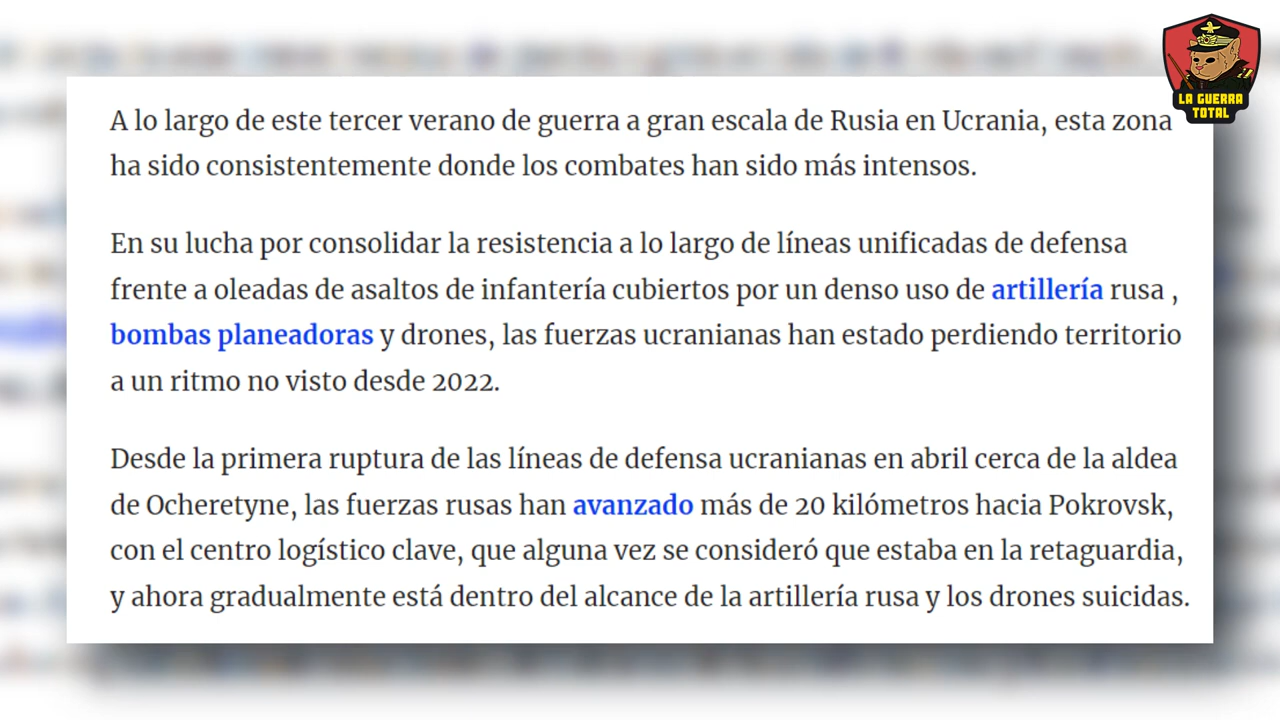 LA GUERRA
TOTAL
A lo largo de este tercer verano de guerra a gran escala de Rusia en Ucrania, esta zona
ha sido consistentemente donde los combates han sido más intensos.
En su lucha por consolidar la resistencia a lo largo de líneas unificadas de defensa
frente a oleadas de asaltos de infantería cubiertos por un denso uso de artillería rusa ,
bombas planeadoras y drones, las fuerzas ucranianas han estado perdiendo territorio
a un ritmo no visto desde 2022.
Desde la primera ruptura de las líneas de defensa ucranianas en abril cerca de la aldea
de Ocheretyne, las fuerzas rusas han avanzado más de 20 kilómetros hacia Pokrovsk,
con el centro logístico clave, que alguna vez se consideró que estaba en la retaguardia,
y ahora gradualmente está dentro del alcance de la artillería rusa y los drones suicidas.